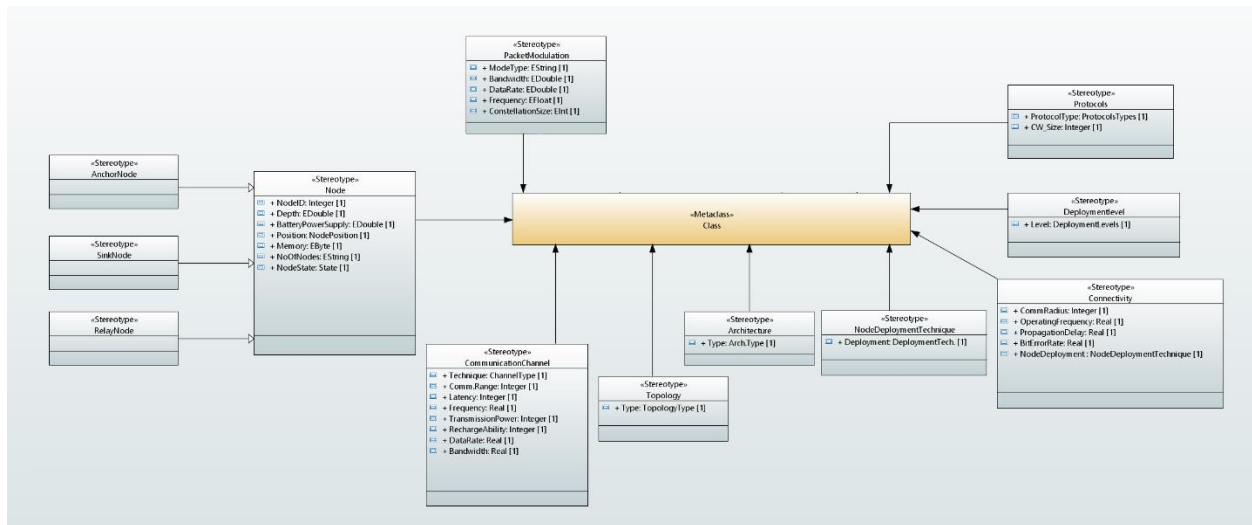 «Stereotype»
PacketModulation
+ ModeType: EString [1]
+ Bandwidth: EDouble [1]
+ DataRate: EDouble [1]
+ Frequency: EFloat [1]
+ ConstellationSize: EInt [1]
«Stereotype»
Protocols
+ ProtocolType: ProtocolsTypes [1]
+ CW_Size: Integer [1]
«Stereotype»
AnchorNode
«Stereotype»
SinkNode
«Stereotype»
RelayNode
«Stereotype»
Node
+ NodeID: Integer [1]
+ Depth: EDouble [1]
+ BatteryPowerSupply: EDouble [1]
+ Position: NodePosition [1]
+ Memory: EByte [1]
+ NoOfNodes: EString [1]
+ NodeState: State [1]
«Metaclass»
Class
«Stereotype»
Deploymentlevel
+ Level: DeploymentLevels [1]
«Stereotype»
Connectivity
+ CommRadius: Integer [1]
+ OperatingFrequency: Real [1]
+ PropagationDelay: Real [1]
+ BitErrorRate: Real [1]
+ NodeDeployment : NodeDeploymentTechnique [1]
«Stereotype»
CommunicationChannel
+ Technique: ChannelType [1]
+ Comm.Range: Integer [1]
+ Latency: Integer [1]
+ Frequency: Real [1]
+ TransmissionPower: Integer [1]
+ RechargeAbility: Integer [1]
+ DataRate: Real [1]
+ Bandwidth: Real [1]
«Stereotype»
Topology
+ Type: TopologyType [1]
«Stereotype»
Architecture
+ Type: Arch.Type [1]
«Stereotype»
NodeDeploymentTechnique
+ Deployment: DeploymentTech. [1]